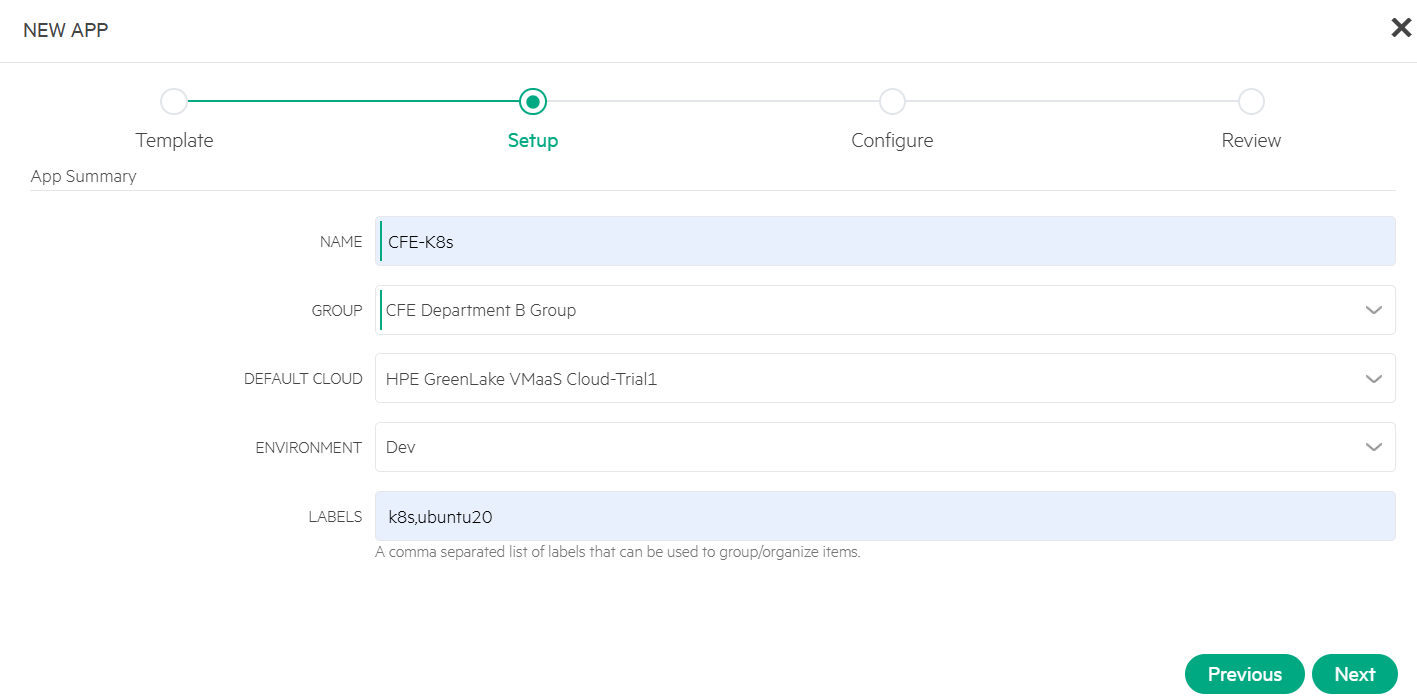 NEW APP
Template
Setup
Configure
Review
App Summary
NAME
CFE-K8s
GROUP
CFE Department B Group
DEFAULT CLOUD
HPE GreenLake VMaaS Cloud-Trial1
ENVIRONMENT
Dev
LABELS
k8s,ubuntu20
A comma separated list of labels that can be used to group/organize items.
Previous
Next